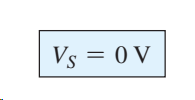 V_S = 0 V